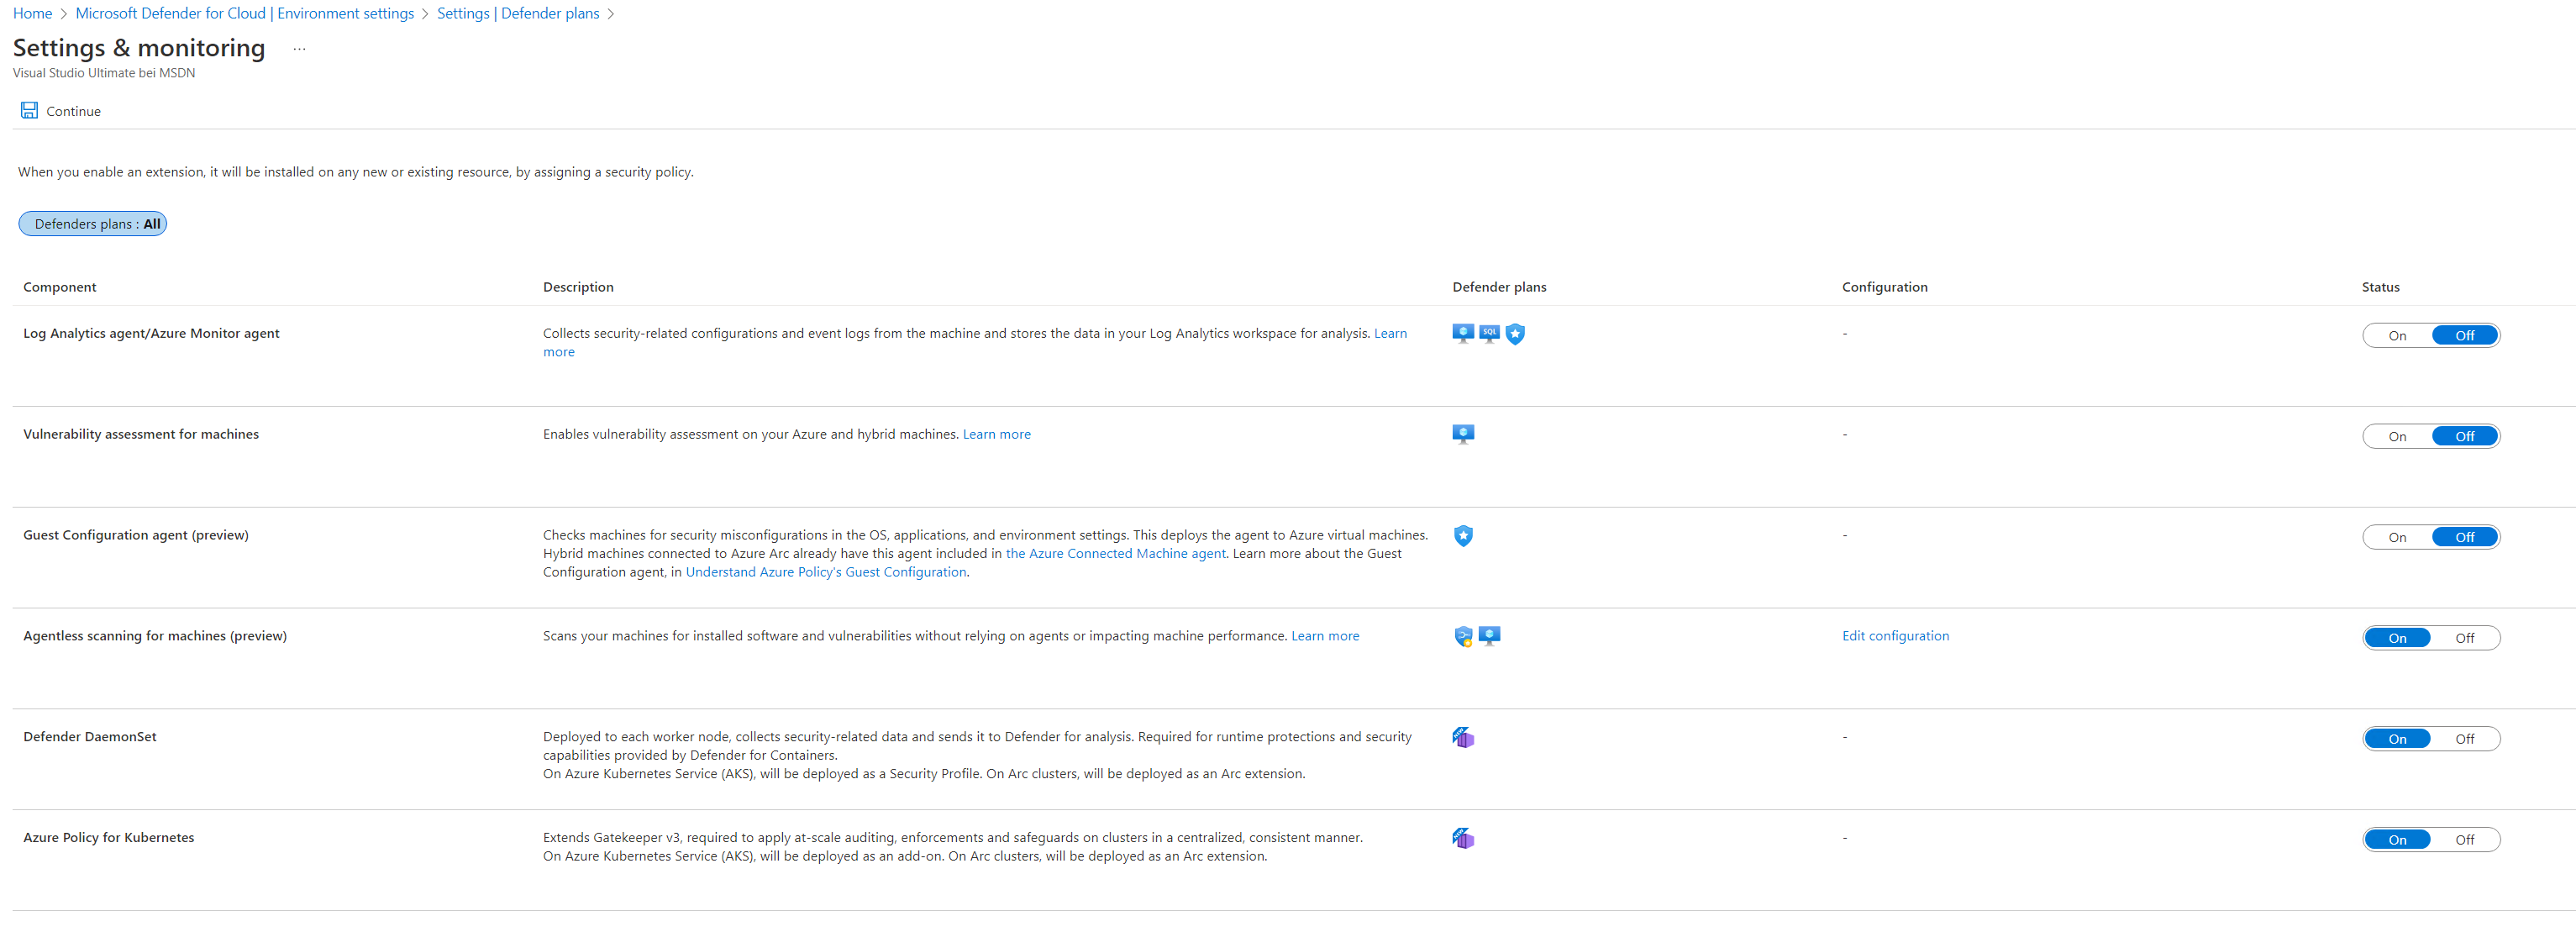 Home > Microsoft Defender for Cloud | Environment settings > Settings | Defender plans >
Settings & monitoring ...
Visual Studio Ultimate bei MSDN
Continue
When you enable an extension, it will be installed on any new or existing resource, by assigning a security policy.
Defenders plans : All
Component Description Defender plans Configuration Status
Log Analytics agent/Azure Monitor agent
Collects security-related configurations and event logs from the machine and stores the data in your Log Analytics workspace for analysis. Learn
more
SQL
-
On Off
Vulnerability assessment for machines
Enables vulnerability assessment on your Azure and hybrid machines. Learn more
-
On Off
Guest Configuration agent (preview)
Checks machines for security misconfigurations in the OS, applications, and environment settings. This deploys the agent to Azure virtual machines.
Hybrid machines connected to Azure Arc already have this agent included in the Azure Connected Machine agent. Learn more about the Guest
Configuration agent, in Understand Azure Policy's Guest Configuration.
-
On Off
Agentless scanning for machines (preview)
Scans your machines for installed software and vulnerabilities without relying on agents or impacting machine performance. Learn more
Edit configuration
On Off
Defender DaemonSet
Deployed to each worker node, collects security-related data and sends it to Defender for analysis. Required for runtime protections and security
capabilities provided by Defender for Containers.
On Azure Kubernetes Service (AKS), will be deployed as a Security Profile. On Arc clusters, will be deployed as an Arc extension.
-
On Off
Azure Policy for Kubernetes
Extends Gatekeeper v3, required to apply at-scale auditing, enforcements and safeguards on clusters in a centralized, consistent manner.
On Azure Kubernetes Service (AKS), will be deployed as an add-on. On Arc clusters, will be deployed as an Arc extension.
-
On Off